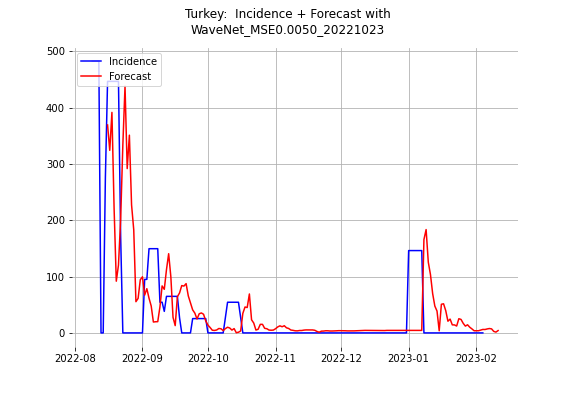 Turkey:  Incidence + Forecast with
WaveNet_MSE0.0050_20221023
Incidence
Forecast
500
400
300
200
100
0
2022-08 2022-09 2022-10 2022-11 2022-12 2023-01 2023-02